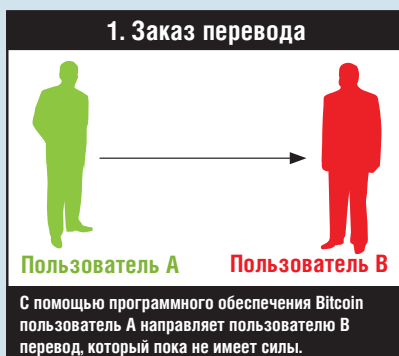 1. Заказ перевода
Пользователь А Пользователь В
С помощью программного обеспечения Bitcoin
пользователь А направляет пользователю В
перевод, который пока не имеет силы.